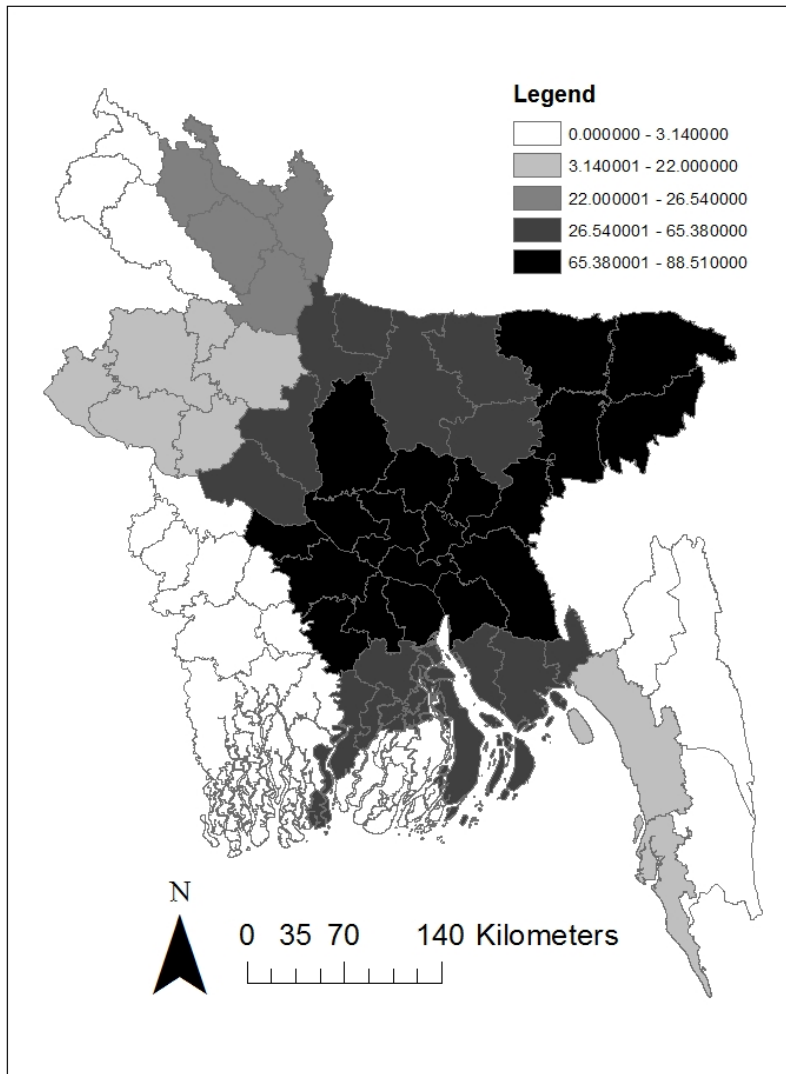 Legend
0.000000 - 3.140000
3.140001 - 22.000000
22.000001 - 26.540000
26.540001 - 65.380000
65.380001 - 88.510000
N
0 35 70 140 Kilometers